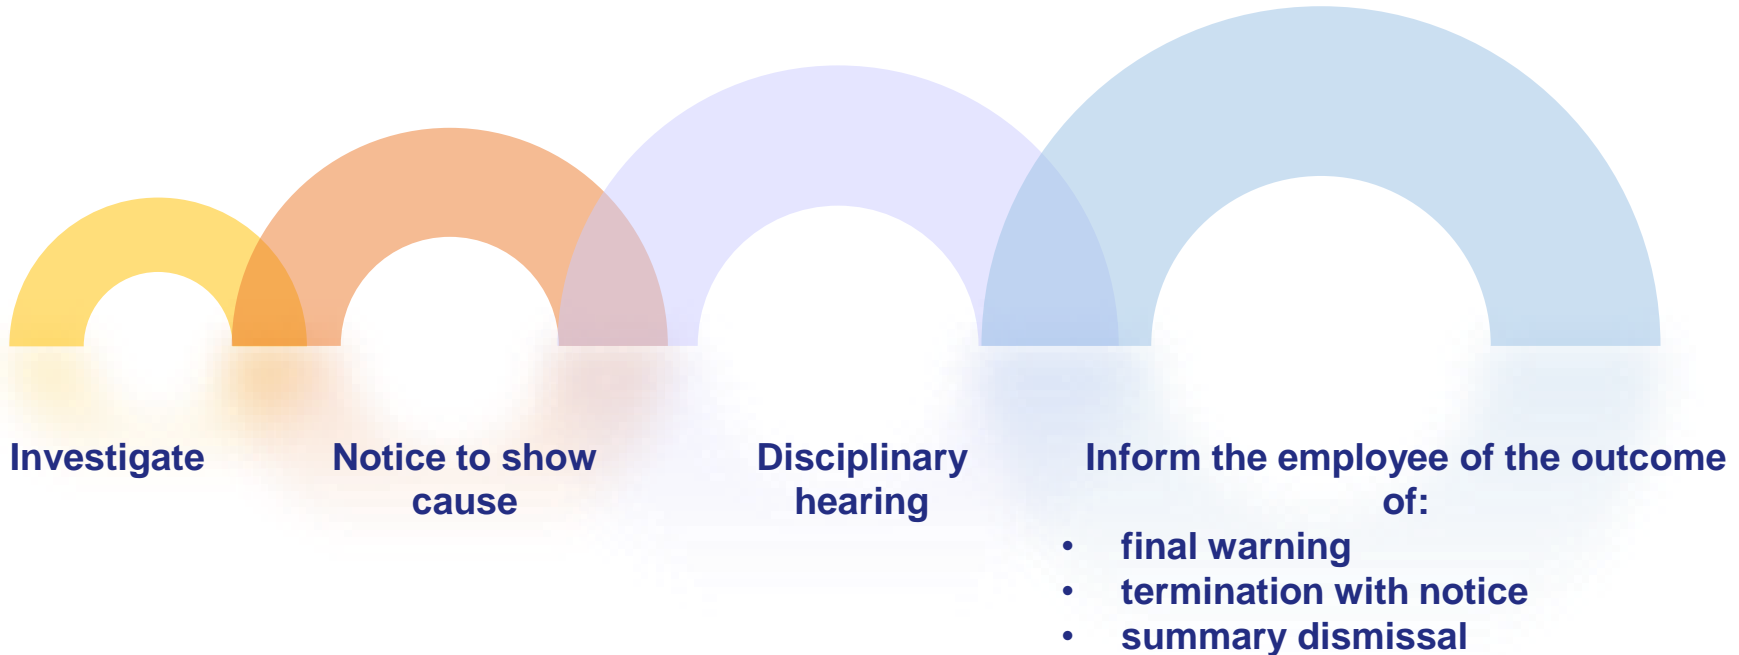 Investigate
Notice to show
cause
Disciplinary
hearing
Inform the employee of the outcome
of:
• final warning
• termination with notice
• summary dismissal